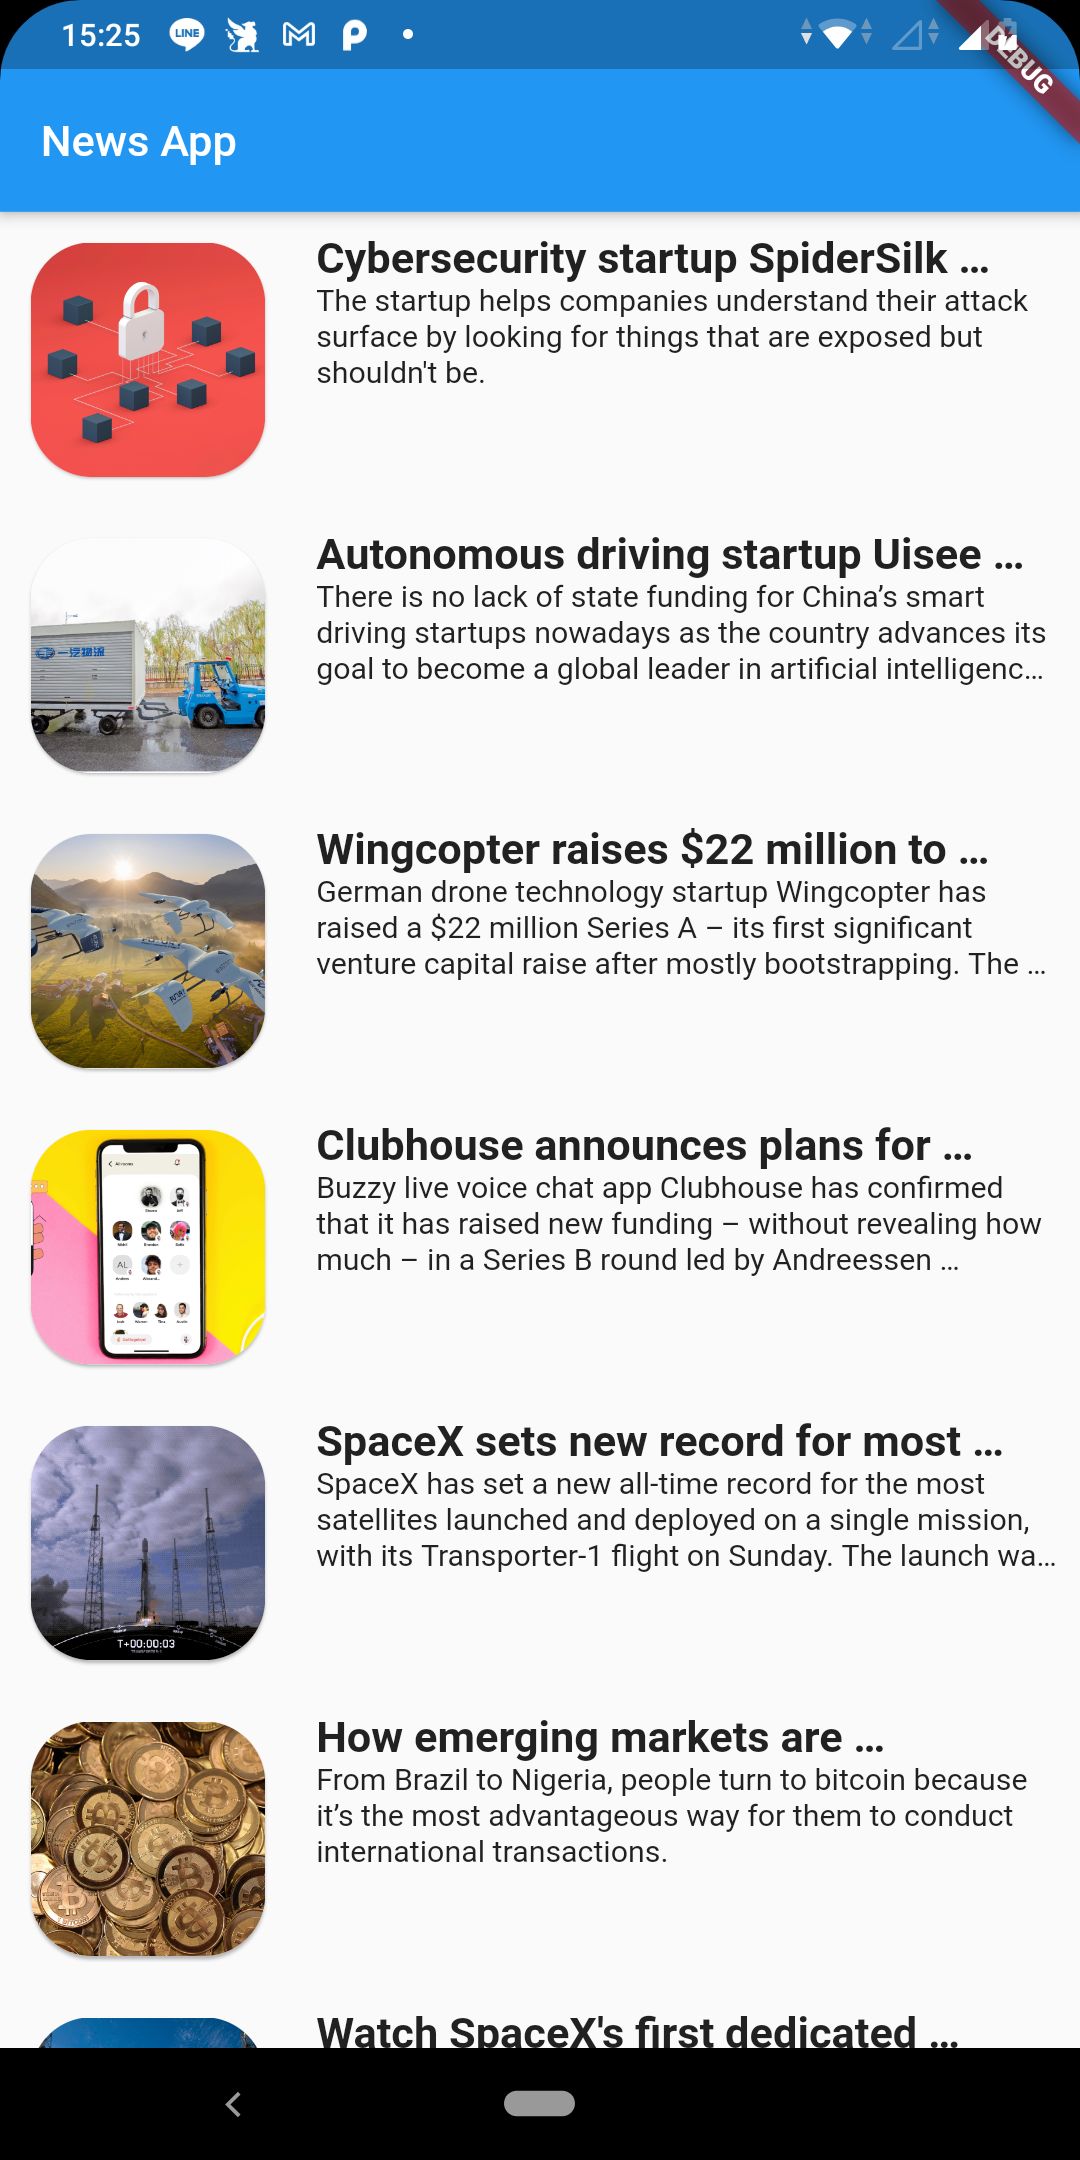 15:25
LINE
DEBUG
News App
Cybersecurity startup SpiderSilk …
The startup helps companies understand their attack
surface by looking for things that are exposed but
shouldn't be.
一汽物流
Autonomous driving startup Uisee …
There is no lack of state funding for China’s smart
driving startups nowadays as the country advances its
goal to become a global leader in artificial intelligenc…
Wingcopter raises $22 million to …
German drone technology startup Wingcopter has
raised a $22 million Series A – its first significant
venture capital raise after mostly bootstrapping. The …
AL
Clubhouse announces plans for …
Buzzy live voice chat app Clubhouse has confirmed
that it has raised new funding – without revealing how
much – in a Series B round led by Andreessen …
T+00:00:03
SpaceX sets new record for most …
SpaceX has set a new all-time record for the most
satellites launched and deployed on a single mission,
with its Transporter-1 flight on Sunday. The launch wa…
How emerging markets are …
From Brazil to Nigeria, people turn to bitcoin because
it’s the most advantageous way for them to conduct
international transactions.
Watch SpaceX's first dedicated …